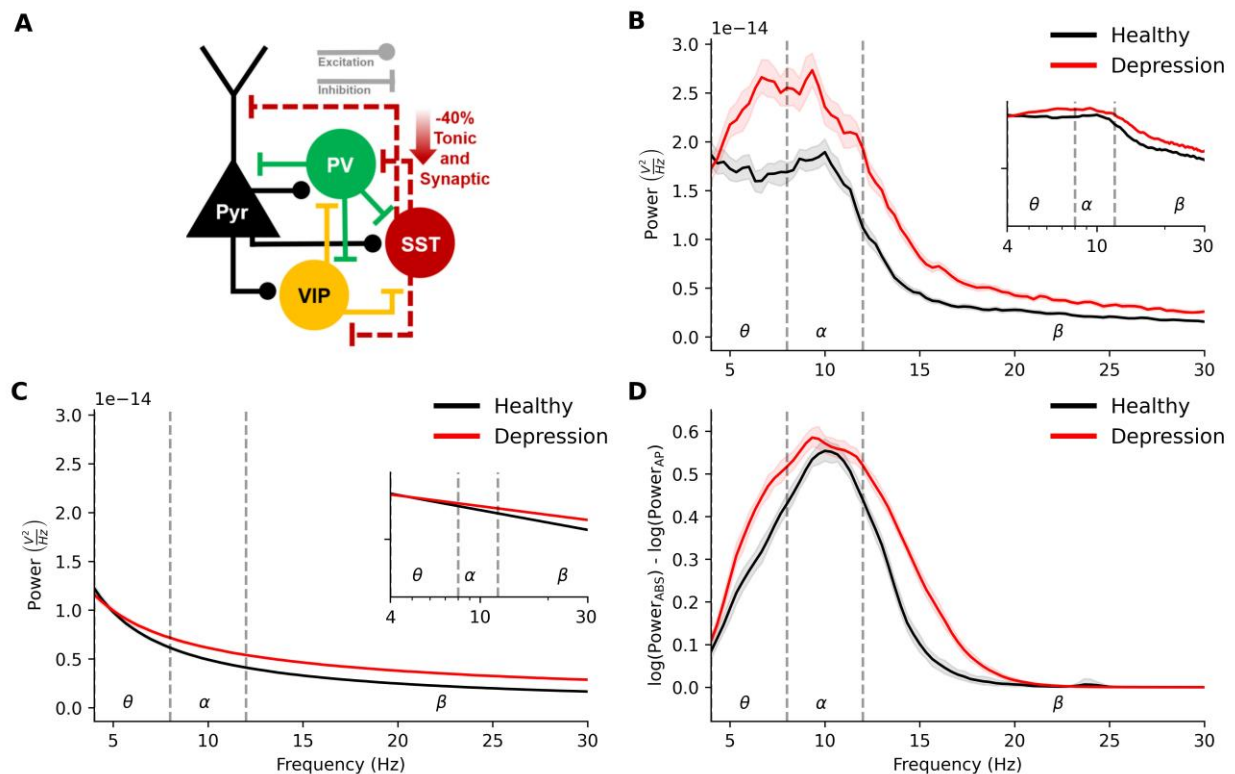 A
Excitation
Inhibition
-40%
Tonic
and
Synaptic
PV
Pyr
SST
VIP
B
1e−14
Healthy
Depression
Power (V²/Hz)
3.0
2.5
2.0
1.5
1.0
0.5
0.0
θ α β
5 10 15 20 25 30
θ α β
4 10 30
C
1e−14
Healthy
Depression
Power (V²/Hz)
3.0
2.5
2.0
1.5
1.0
0.5
0.0
θ α β
5 10 15 20 25 30
Frequency (Hz)
θ α β
4 10 30
D
Healthy
Depression
log(Power_ABS) - log(Power_AP)
0.6
0.5
0.4
0.3
0.2
0.1
0.0
θ α β
5 10 15 20 25 30
Frequency (Hz)